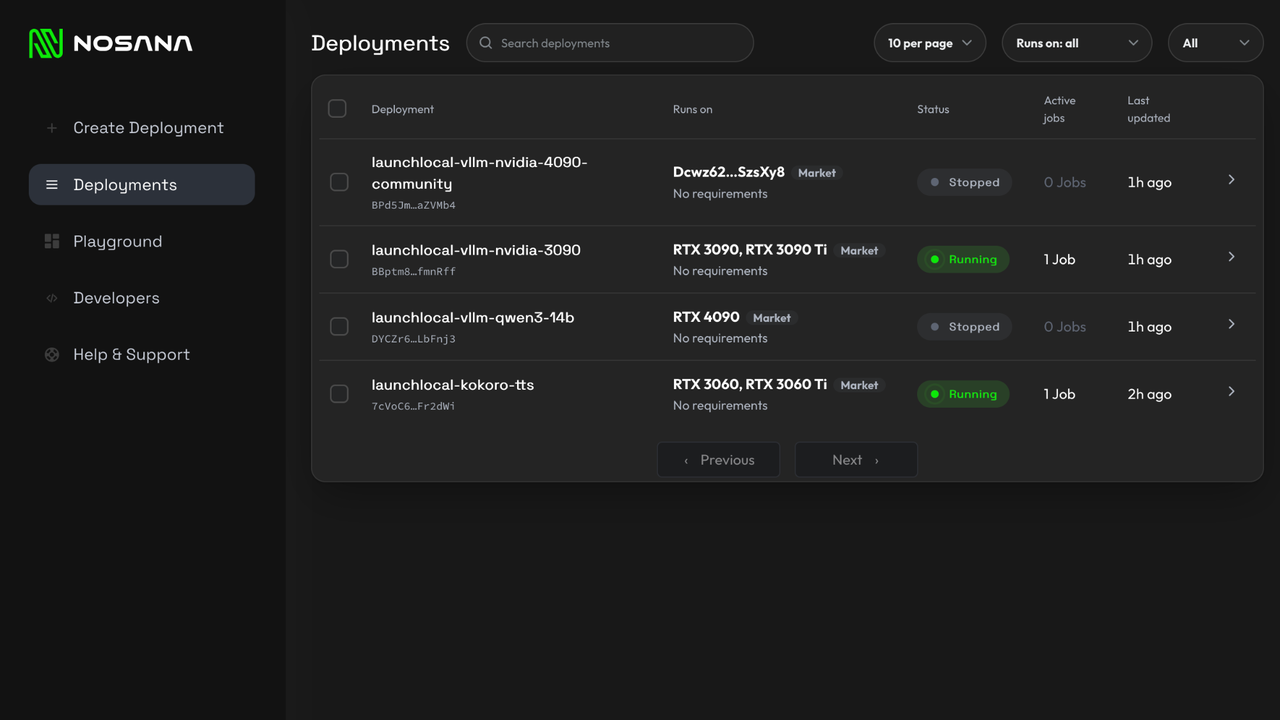 NOSANA
Create Deployment
Deployments
Playground
Developers
Help & Support
Deployments
Search deployments
10 per page
Runs on: all
All
Deployment
Runs on
Status
Active
jobs
Last
updated
launchlocal-vllm-nvidia-4090-
community
BPd5Jm…aZVMb4
Dcwz62...SzsXy8 Market
No requirements
Stopped
0 Jobs
1h ago
launchlocal-vllm-nvidia-3090
BBptm8…fmnRff
RTX 3090, RTX 3090 Ti Market
No requirements
Running
1 Job
1h ago
launchlocal-vllm-qwen3-14b
DYCZr6…LbFnj3
RTX 4090 Market
No requirements
Stopped
0 Jobs
1h ago
launchlocal-kokoro-tts
7cVoC6…Fr2dWi
RTX 3060, RTX 3060 Ti Market
No requirements
Running
1 Job
2h ago
‹ Previous
Next ›